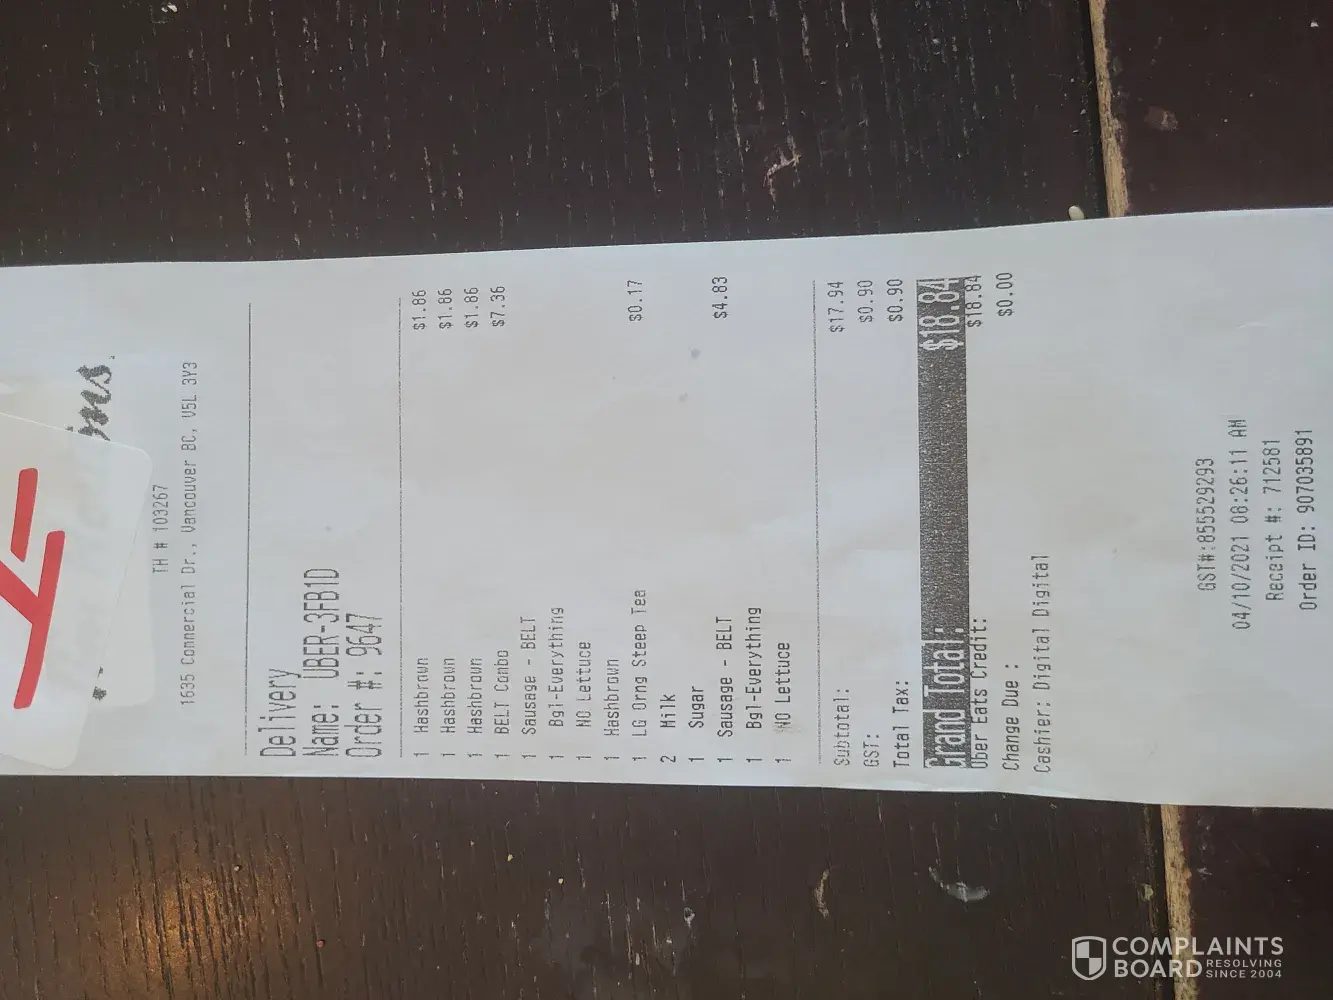 ms.
TH # 103267
1635 Commercial Dr., Vancouver BC, V5L 3Y3
Delivery
Name: UBER-3FB1D
Order #: 9647
1 Hashbrown $1.86
1 Hashbrown $1.86
1 Hashbrown $1.86
1 BELT Combo $7.36
1 Sausage - BELT
1 Bgl-Everything
1 NO Lettuce
1 Hashbrown
1 LG Orng Steep Tea $0.17
2 Milk
1 Sugar
1 Sausage - BELT $4.83
1 Bgl-Everything
1 NO Lettuce
Subtotal: $17.94
GST: $0.90
Total Tax: $0.90
Grand Total: $18.84
Uber Eats Credit: $18.84
Change Due : $0.00
Cashier: Digital Digital
GST#:855529293
04/10/2021 08:26:11 AM
Receipt #: 712581
Order ID: 907035891
COMPLAINTS
BOARD RESOLVING
SINCE 2004